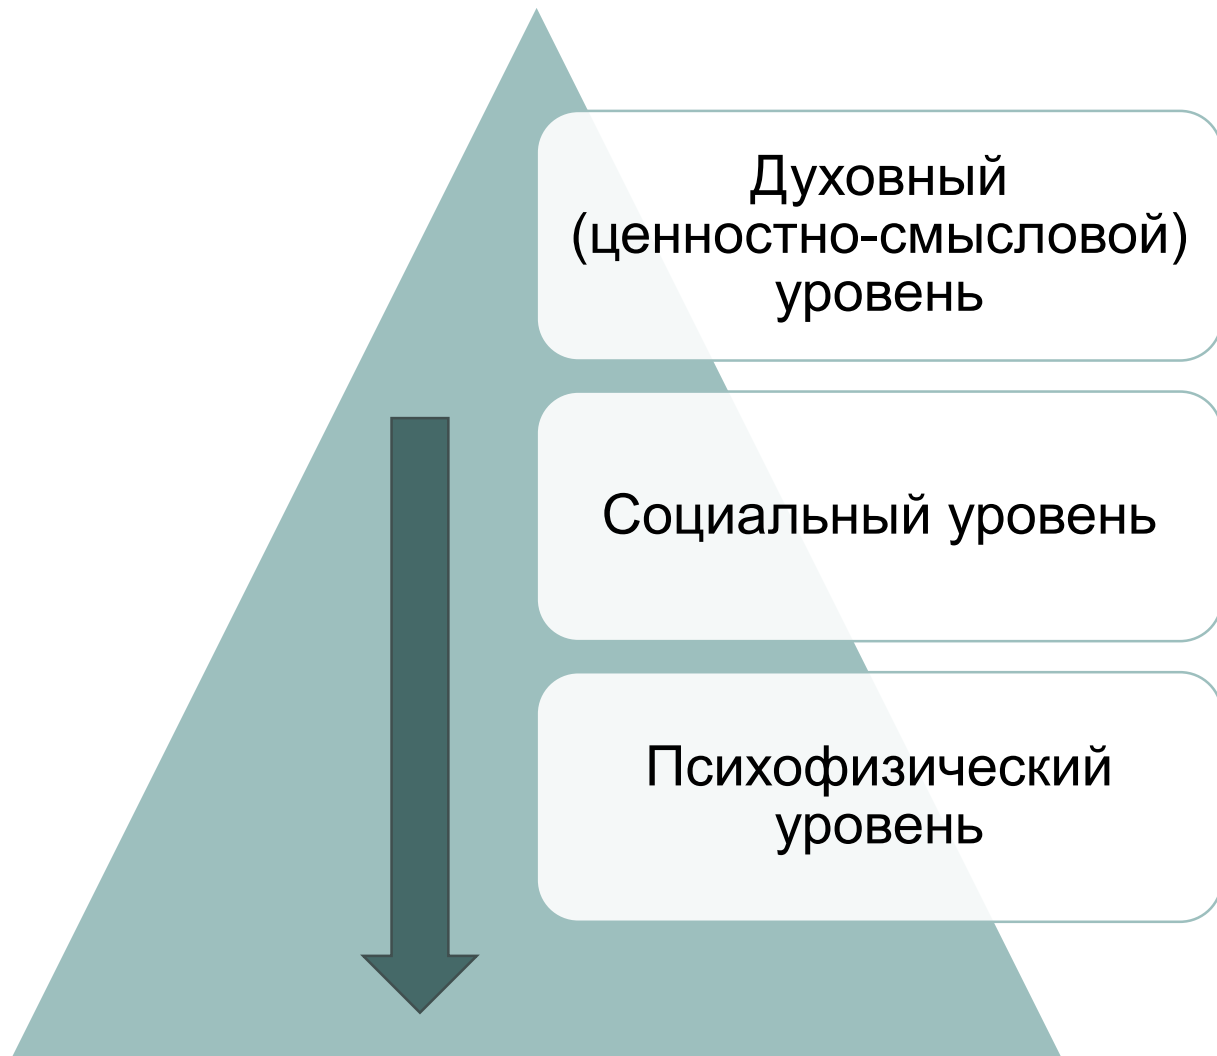 Духовный
(ценностно-смысловой)
уровень
Социальный уровень
Психофизический
уровень